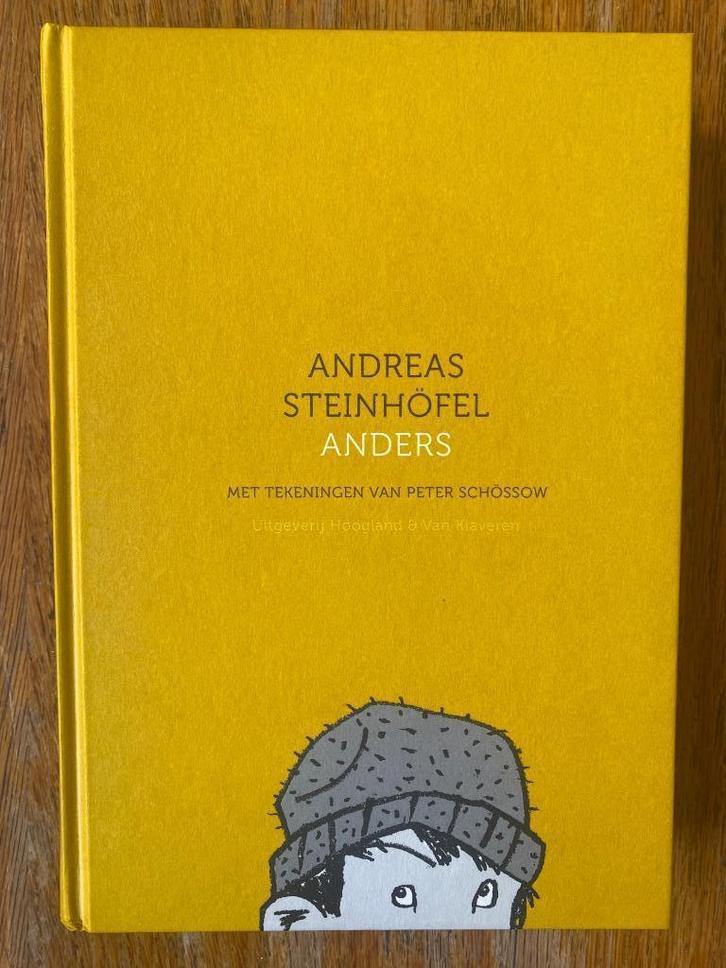 ANDREAS
STEINHÖFEL
ANDERS
MET TEKENINGEN VAN PETER SCHÖSSOW
Uitgeverij Hoogland & Van Klaveren